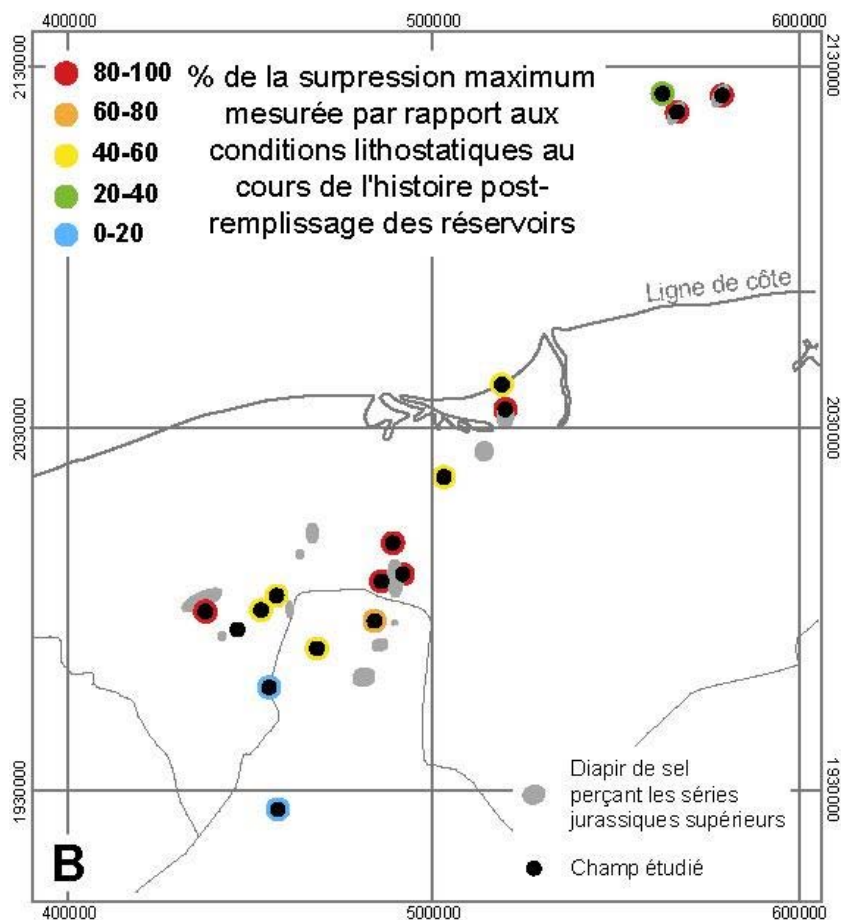 400000 500000 600000
2130000 2130000
80-100
60-80
40-60
20-40
0-20
% de la surpression maximum
mesurée par rapport aux
conditions lithostatiques au
cours de l'histoire post-
remplissage des réservoirs
Ligne de côte
2030000 2030000
1930000 1930000
Diapir de sel
perçant les séries
jurassiques supérieurs
Champ étudié
B
400000 500000 600000